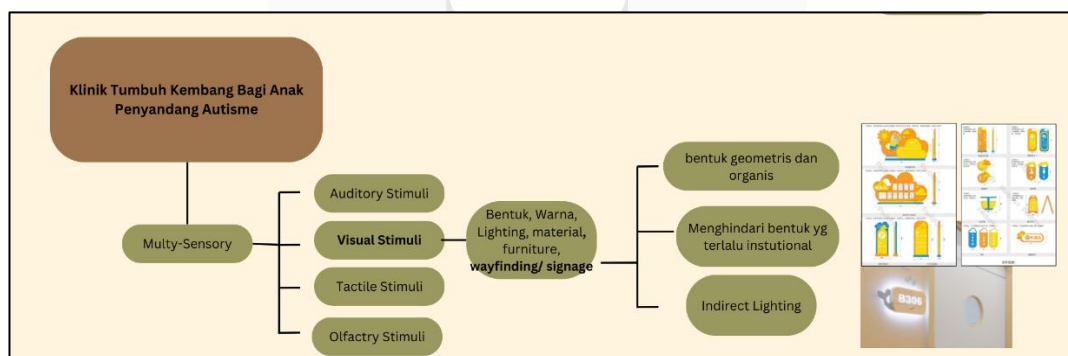 Klinik Tumbuh Kembang Bagi Anak
Penyandang Autisme
Multy-Sensory
Auditory Stimuli
Visual Stimuli
Tactile Stimuli
Olfactry Stimuli
Bentuk, Warna,
Lighting, material,
furniture,
wayfinding/ signage
bentuk geometris dan
organis
Menghindari bentuk yg
terlalu instutional
Indirect Lighting
B306